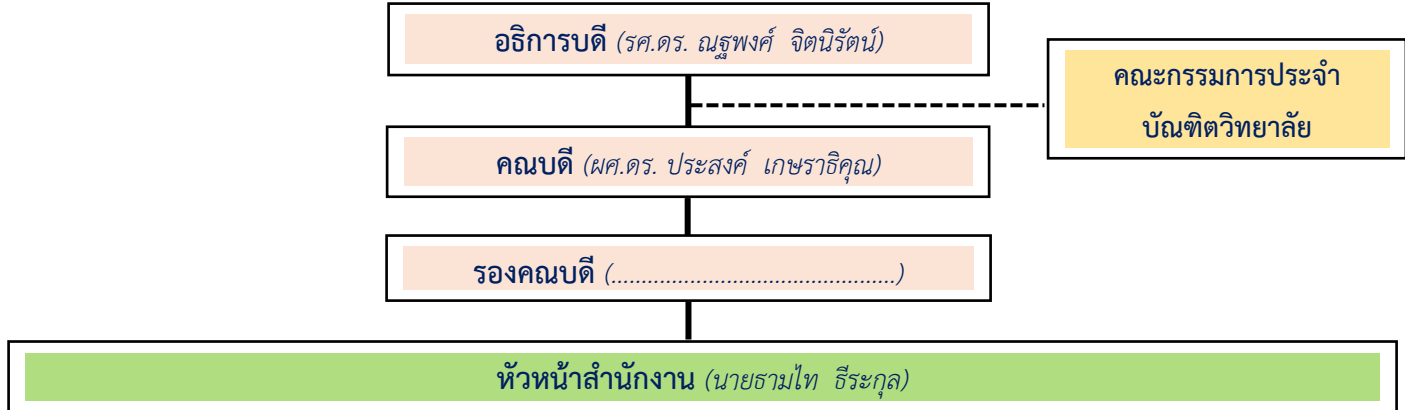 อธิการบดี (รศ.ดร. ณฐพงศ์ จิตนิรัตน์)
คณะกรรมการประจำ
บัณฑิตวิทยาลัย
คณบดี (ผศ.ดร. ประสงค์ เกษราธิคุณ)
รองคณบดี (...............................................)
หัวหน้าสำนักงาน (นายธามไท ธีระกุล)